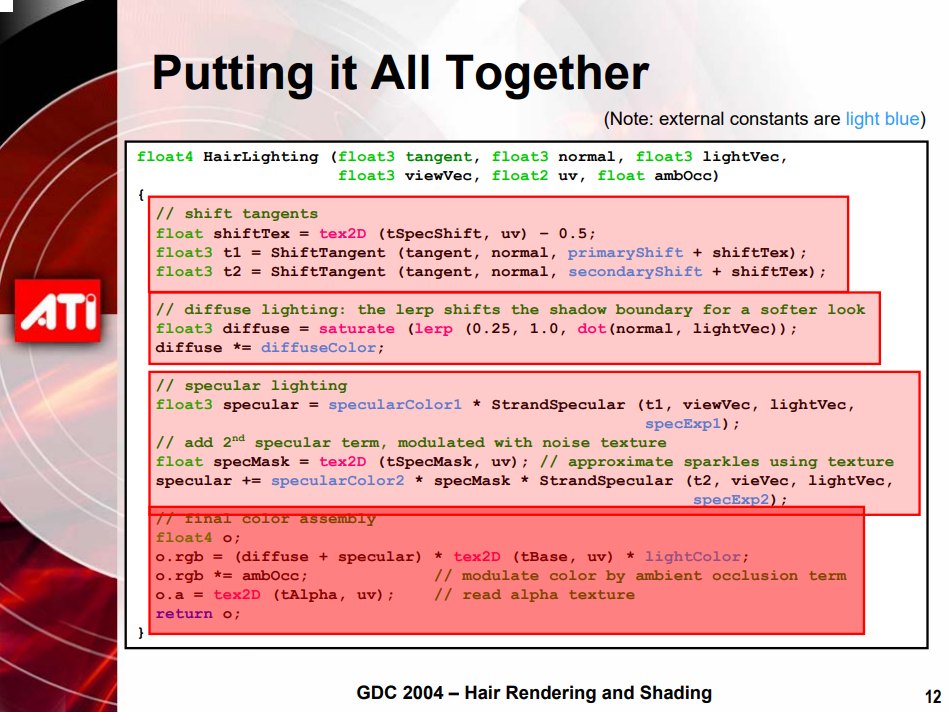 Putting it All Together
(Note: external constants are light blue)
float4 HairLighting (float3 tangent, float3 normal, float3 lightVec,
float3 viewVec, float2 uv, float ambOcc)
{
// shift tangents
float shiftTex = tex2D (tSpecShift, uv) – 0.5;
float3 t1 = ShiftTangent (tangent, normal, primaryShift + shiftTex);
float3 t2 = ShiftTangent (tangent, normal, secondaryShift + shiftTex);
// diffuse lighting: the lerp shifts the shadow boundary for a softer look
float3 diffuse = saturate (lerp (0.25, 1.0, dot(normal, lightVec));
diffuse *= diffuseColor;
// specular lighting
float3 specular = specularColor1 * StrandSpecular (t1, viewVec, lightVec,
specExp1);
// add 2nd specular term, modulated with noise texture
float specMask = tex2D (tSpecMask, uv); // approximate sparkles using texture
specular += specularColor2 * specMask * StrandSpecular (t2, vieVec, lightVec,
specExp2);
// final color assembly
float4 o;
o.rgb = (diffuse + specular) * tex2D (tBase, uv) * lightColor;
o.rgb *= ambOcc; // modulate color by ambient occlusion term
o.a = tex2D (tAlpha, uv); // read alpha texture
return o;
}
ATI
GDC 2004 – Hair Rendering and Shading
12